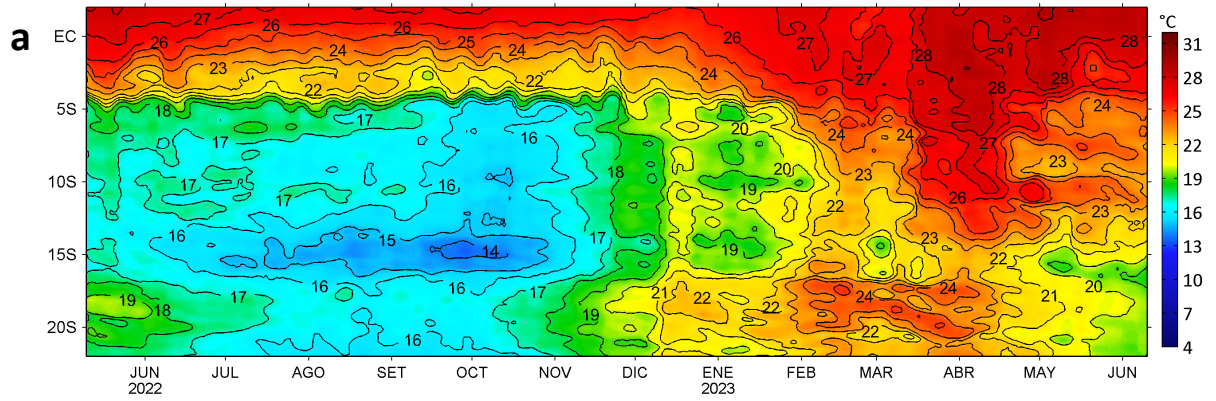 a
°C
EC
5S
10S
15S
20S
27 26 26 27 28 28
26 24 25 24 26 27 28
23 22 22 24 27 28 24
18 17 16 20 24 24 27
17 16 18 20 23 23
17 17 16 19 22 26
16 15 14 17 19 23 22 23
19 18 17 16 16 17 21 22 24 24 21 20
16 19 22 22
31
28
25
22
19
16
13
10
7
4
JUN JUL AGO SET OCT NOV DIC ENE FEB MAR ABR MAY JUN
2022 2023